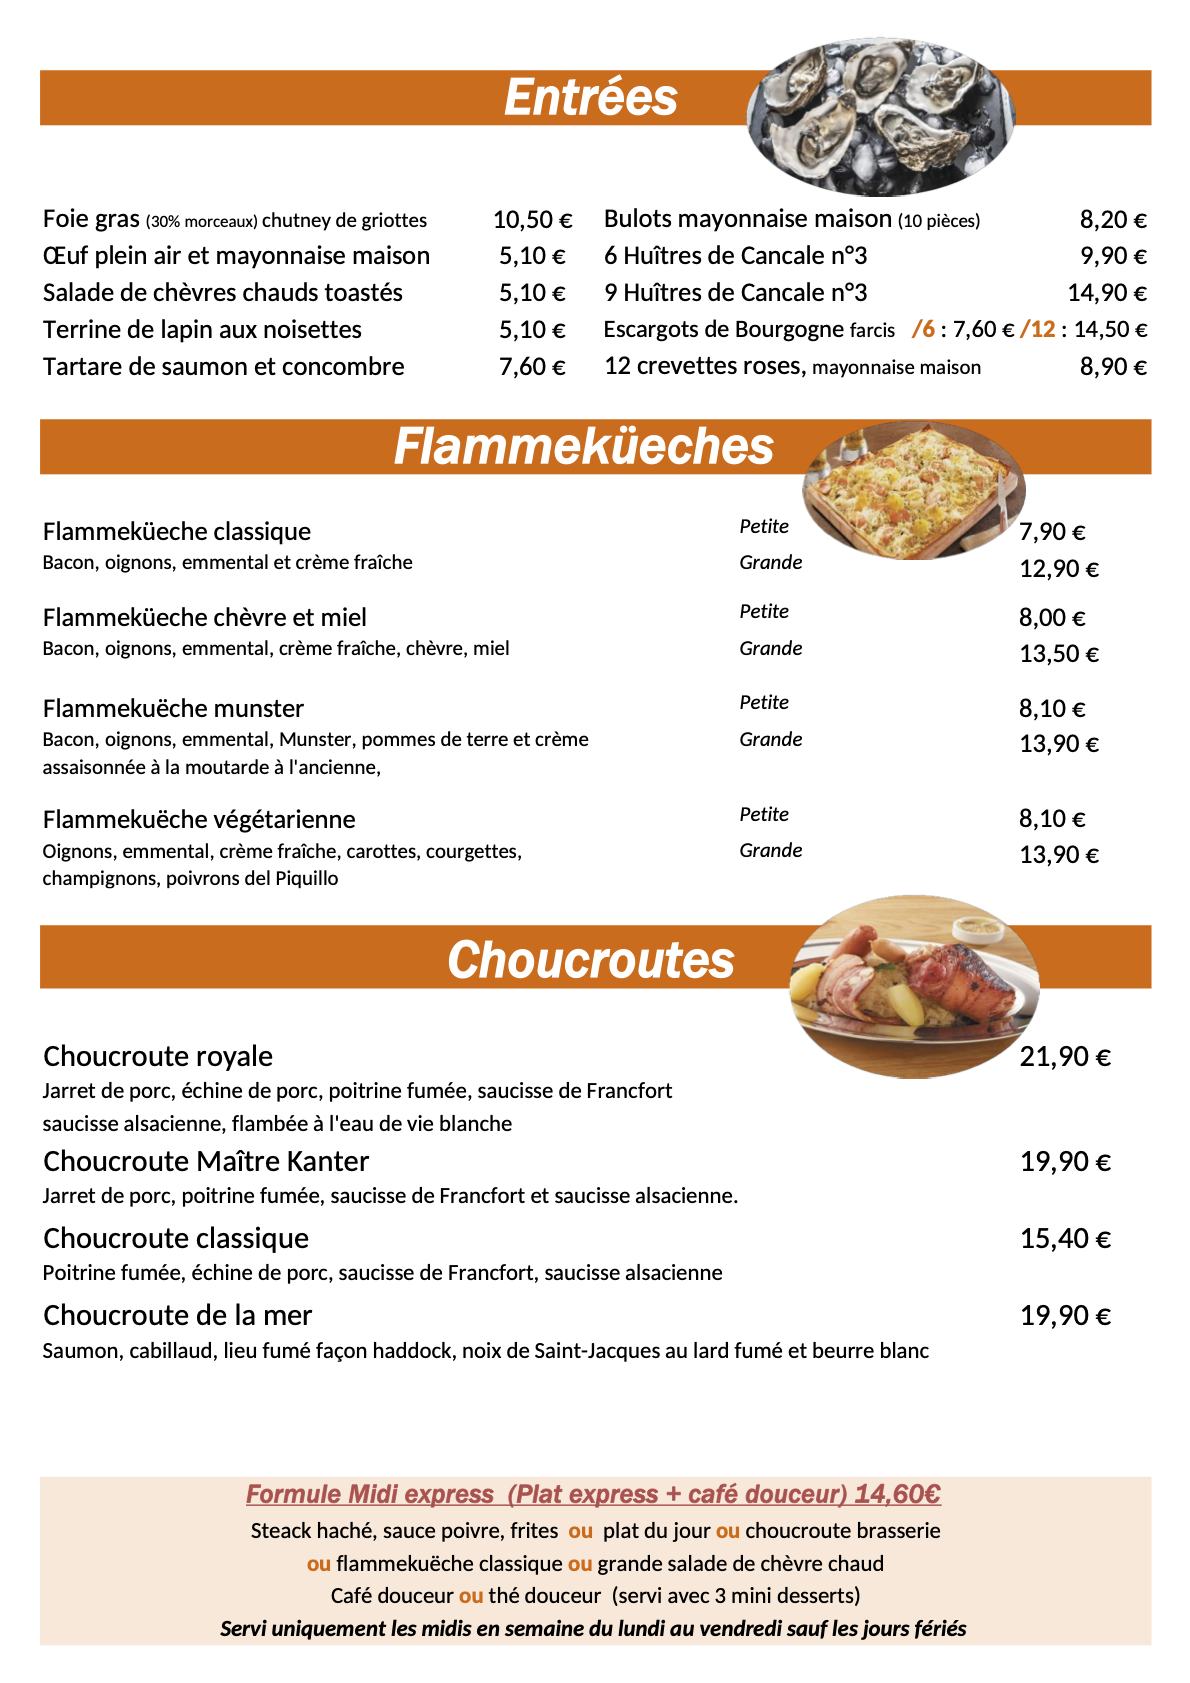 Entrées
Foie gras (30% morceaux) chutney de griottes 10,50 €
Œuf plein air et mayonnaise maison 5,10 €
Salade de chèvres chauds toastés 5,10 €
Terrine de lapin aux noisettes 5,10 €
Tartare de saumon et concombre 7,60 €
Bulots mayonnaise maison (10 pièces) 8,20 €
6 Huîtres de Cancale n°3 9,90 €
9 Huîtres de Cancale n°3 14,90 €
Escargots de Bourgogne farcis /6 : 7,60 € /12 : 14,50 €
12 crevettes roses, mayonnaise maison 8,90 €
Flammeküeches
Flammeküeche classique Petite 7,90 €
Bacon, oignons, emmental et crème fraîche Grande 12,90 €
Flammeküeche chèvre et miel Petite 8,00 €
Bacon, oignons, emmental, crème fraîche, chèvre, miel Grande 13,50 €
Flammekuëche munster Petite 8,10 €
Bacon, oignons, emmental, Munster, pommes de terre et crème Grande 13,90 €
assaisonnée à la moutarde à l'ancienne,
Flammekuëche végétarienne Petite 8,10 €
Oignons, emmental, crème fraîche, carottes, courgettes, Grande 13,90 €
champignons, poivrons del Piquillo
Choucroutes
Choucroute royale 21,90 €
Jarret de porc, échine de porc, poitrine fumée, saucisse de Francfort
saucisse alsacienne, flambée à l'eau de vie blanche
Choucroute Maître Kanter 19,90 €
Jarret de porc, poitrine fumée, saucisse de Francfort et saucisse alsacienne.
Choucroute classique 15,40 €
Poitrine fumée, échine de porc, saucisse de Francfort, saucisse alsacienne
Choucroute de la mer 19,90 €
Saumon, cabillaud, lieu fumé façon haddock, noix de Saint-Jacques au lard fumé et beurre blanc
Formule Midi express (Plat express + café douceur) 14,60€
Steack haché, sauce poivre, frites ou plat du jour ou choucroute brasserie
ou flammekuëche classique ou grande salade de chèvre chaud
Café douceur ou thé douceur (servi avec 3 mini desserts)
Servi uniquement les midis en semaine du lundi au vendredi sauf les jours fériés